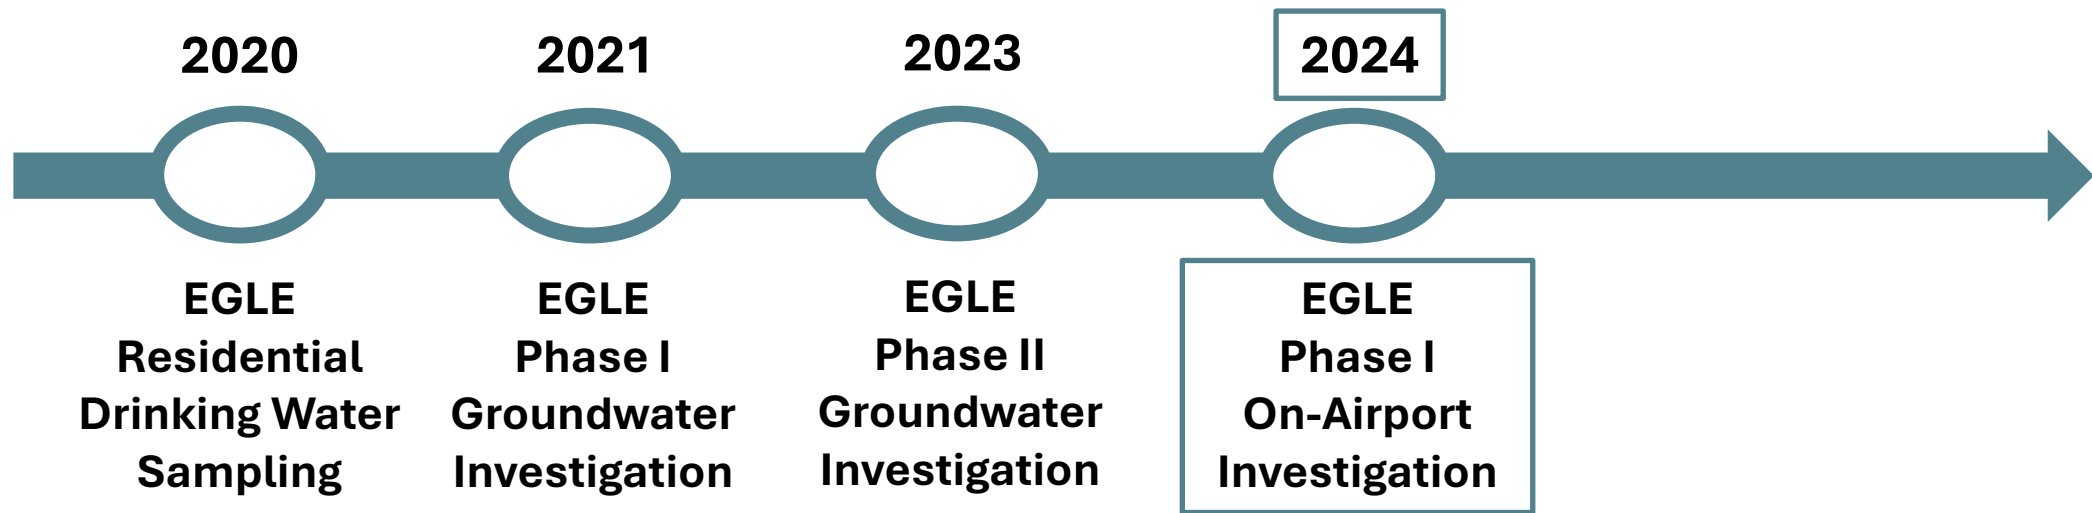 2020
EGLE
Residential
Drinking Water
Sampling
2021
EGLE
Phase I
Groundwater
Investigation
2023
EGLE
Phase II
Groundwater
Investigation
2024
EGLE
Phase I
On-Airport
Investigation